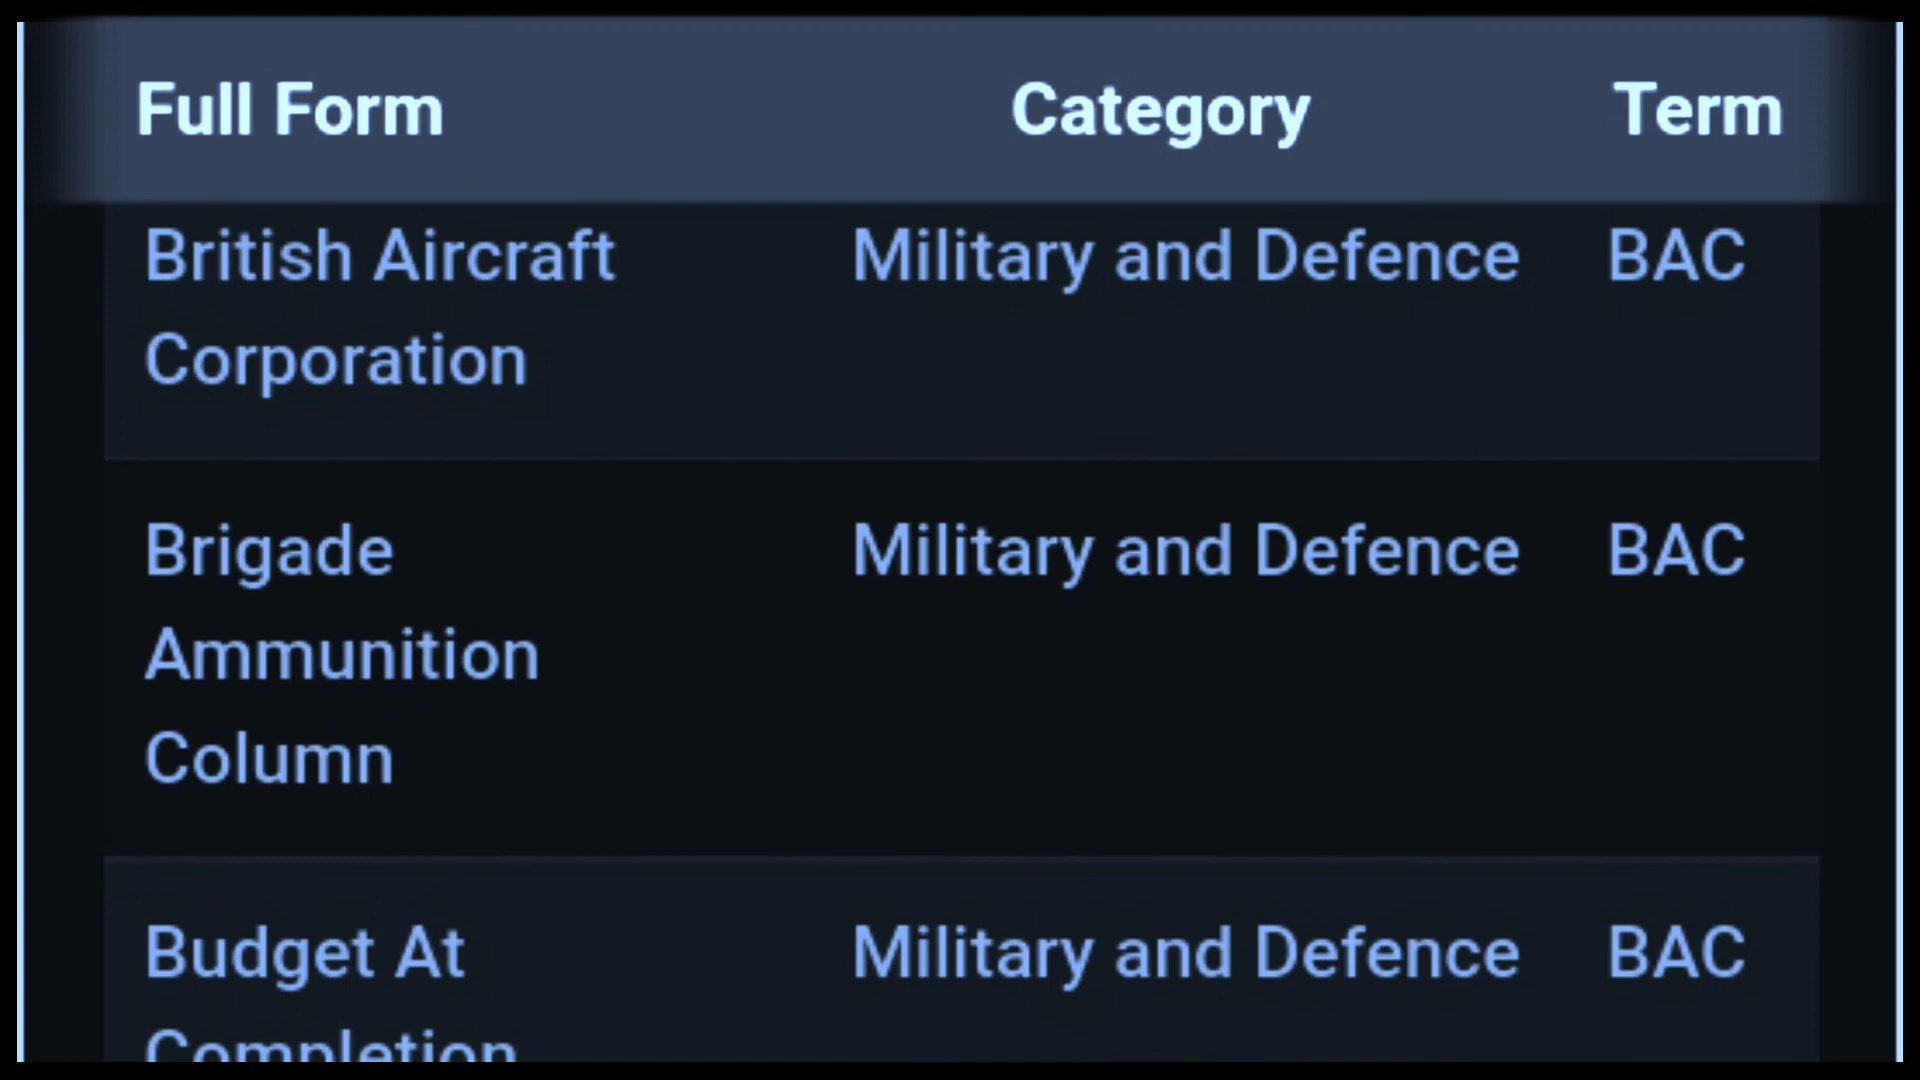 Full Form Category Term
British Aircraft Military and Defence BAC
Corporation
Brigade Military and Defence BAC
Ammunition
Column
Budget At Military and Defence BAC
Completion